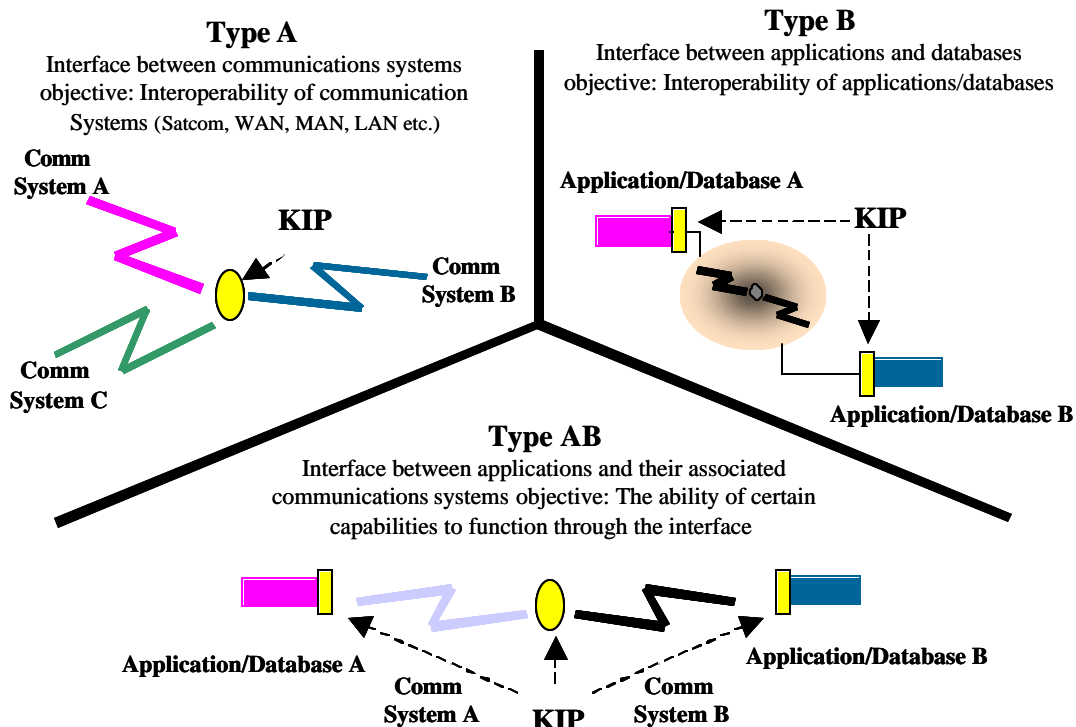 Type A
Interface between communications systems
objective: Interoperability of communication
Systems (Satcom, WAN, MAN, LAN etc.)
Comm
System A
KIP
Comm
System B
Comm
System C
Type B
Interface between applications and databases
objective: Interoperability of applications/databases
Application/Database A
KIP
Application/Database B
Type AB
Interface between applications and their associated
communications systems objective: The ability of certain
capabilities to function through the interface
Application/Database A
Application/Database B
Comm
System A
KIP
Comm
System B